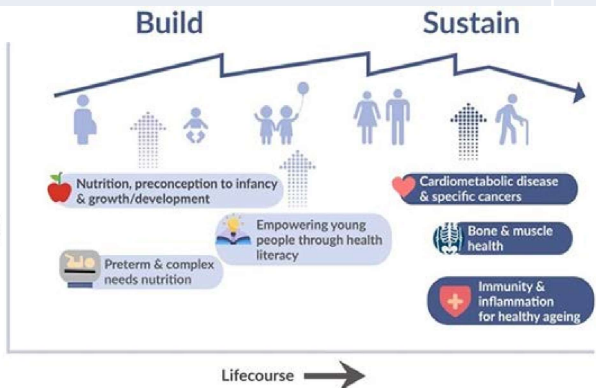 Build
Sustain
Nutrition, preconception to infancy
& growth/development
Empowering young
people through health
literacy
Preterm & complex
needs nutrition
Cardiometabolic disease
& specific cancers
Bone & muscle
health
Immunity &
inflammation
for healthy ageing
Lifecourse